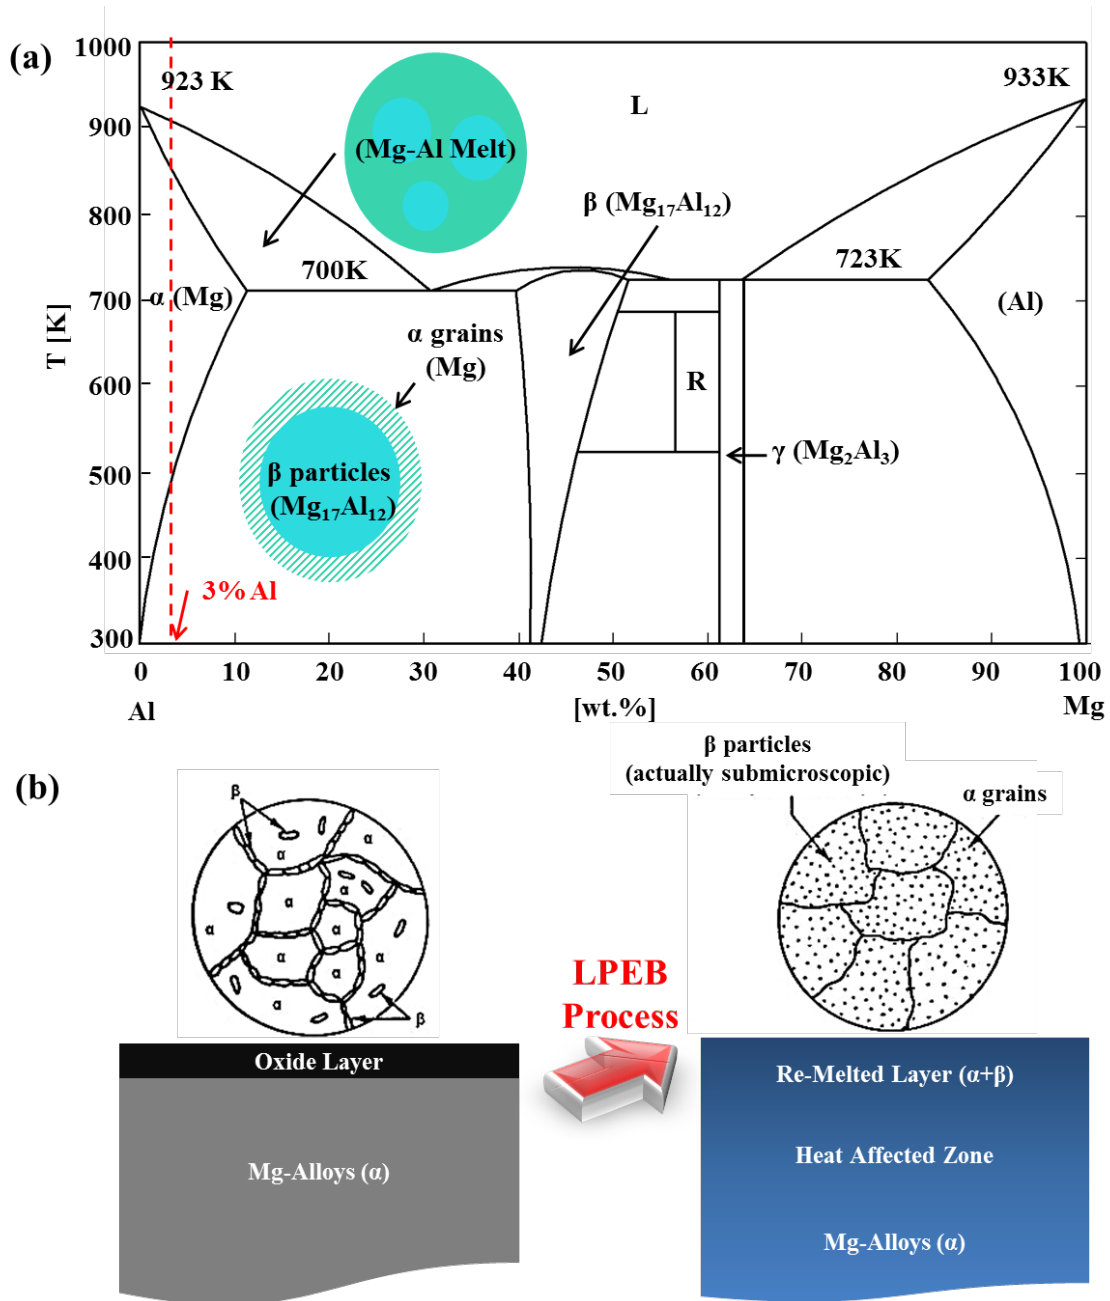 (a)
1000
900
800
700
600
500
400
300
T [K]
923 K
933K
L
(Mg-Al Melt)
β (Mg₁₇Al₁₂)
700K
723K
α (Mg)
(Al)
α grains
(Mg)
R
β particles
(Mg₁₇Al₁₂)
γ (Mg₂Al₃)
3% Al
0 10 20 30 40 50 60 70 80 90 100
Al [wt.%] Mg
(b)
β particles
(actually submicroscopic)
α grains
β
α
α
α
α
α
α
α
α
α
α
α
β
LPEB
Process
Oxide Layer
Mg-Alloys (α)
Re-Melted Layer (α+β)
Heat Affected Zone
Mg-Alloys (α)